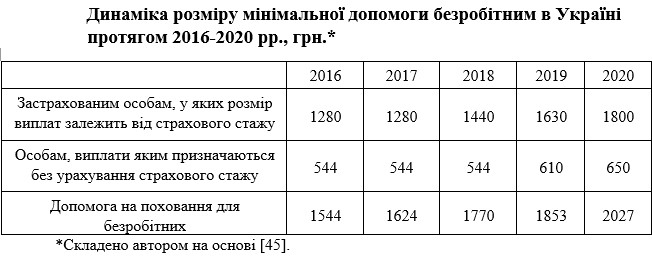 Динаміка розміру мінімальної допомоги безробітним в Україні
протягом 2016-2020 рр., грн.*
2016 2017 2018 2019 2020
Застрахованим особам, у яких розмір
виплат залежить від страхового стажу
1280 1280 1440 1630 1800
Особам, виплати яким призначаються
без урахування страхового стажу
544 544 544 610 650
Допомога на поховання для
безробітних
1544 1624 1770 1853 2027
*Складено автором на основі [45].